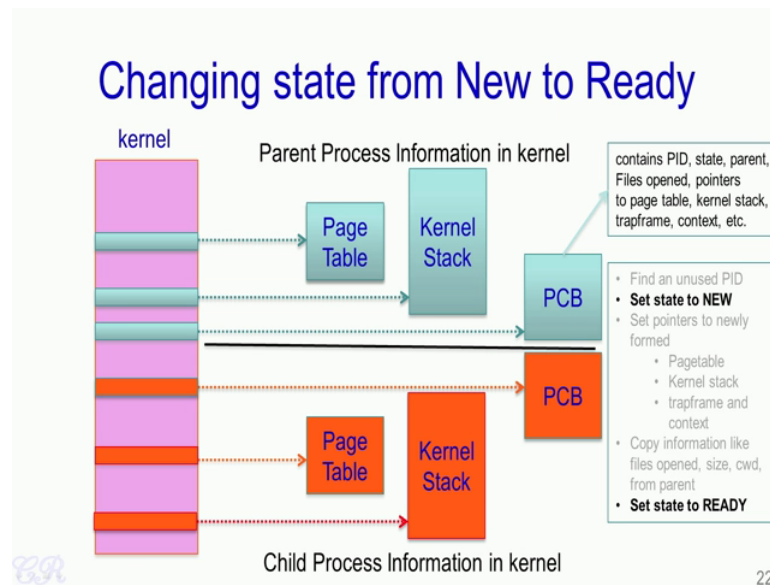 Changing state from New to Ready
kernel
Parent Process Information in kernel
contains PID, state, parent,
Files opened, pointers
to page table, kernel stack,
trapframe, context, etc.
Page
Table
Kernel
Stack
PCB
• Find an unused PID
• Set state to NEW
• Set pointers to newly
formed
• Pagetable
• Kernel stack
• trapframe and
context
• Copy information like
files opened, size, cwd,
from parent
• Set state to READY
PCB
Page
Table
Kernel
Stack
Child Process Information in kernel
CR
22